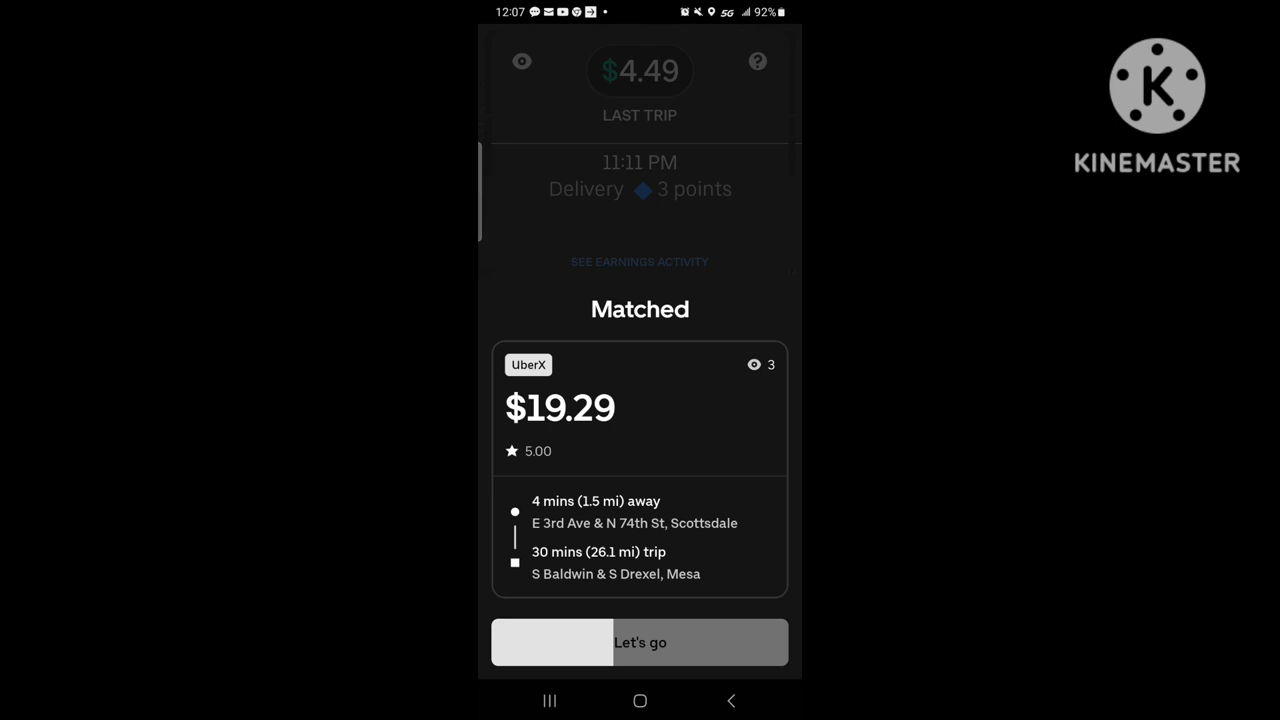 12:07
5G
92%
$4.49
LAST TRIP
11:11 PM
Delivery 3 points
SEE EARNINGS ACTIVITY
Matched
UberX
3
$19.29
5.00
4 mins (1.5 mi) away
E 3rd Ave & N 74th St, Scottsdale
30 mins (26.1 mi) trip
S Baldwin & S Drexel, Mesa
Let's go
K
KINEMASTER